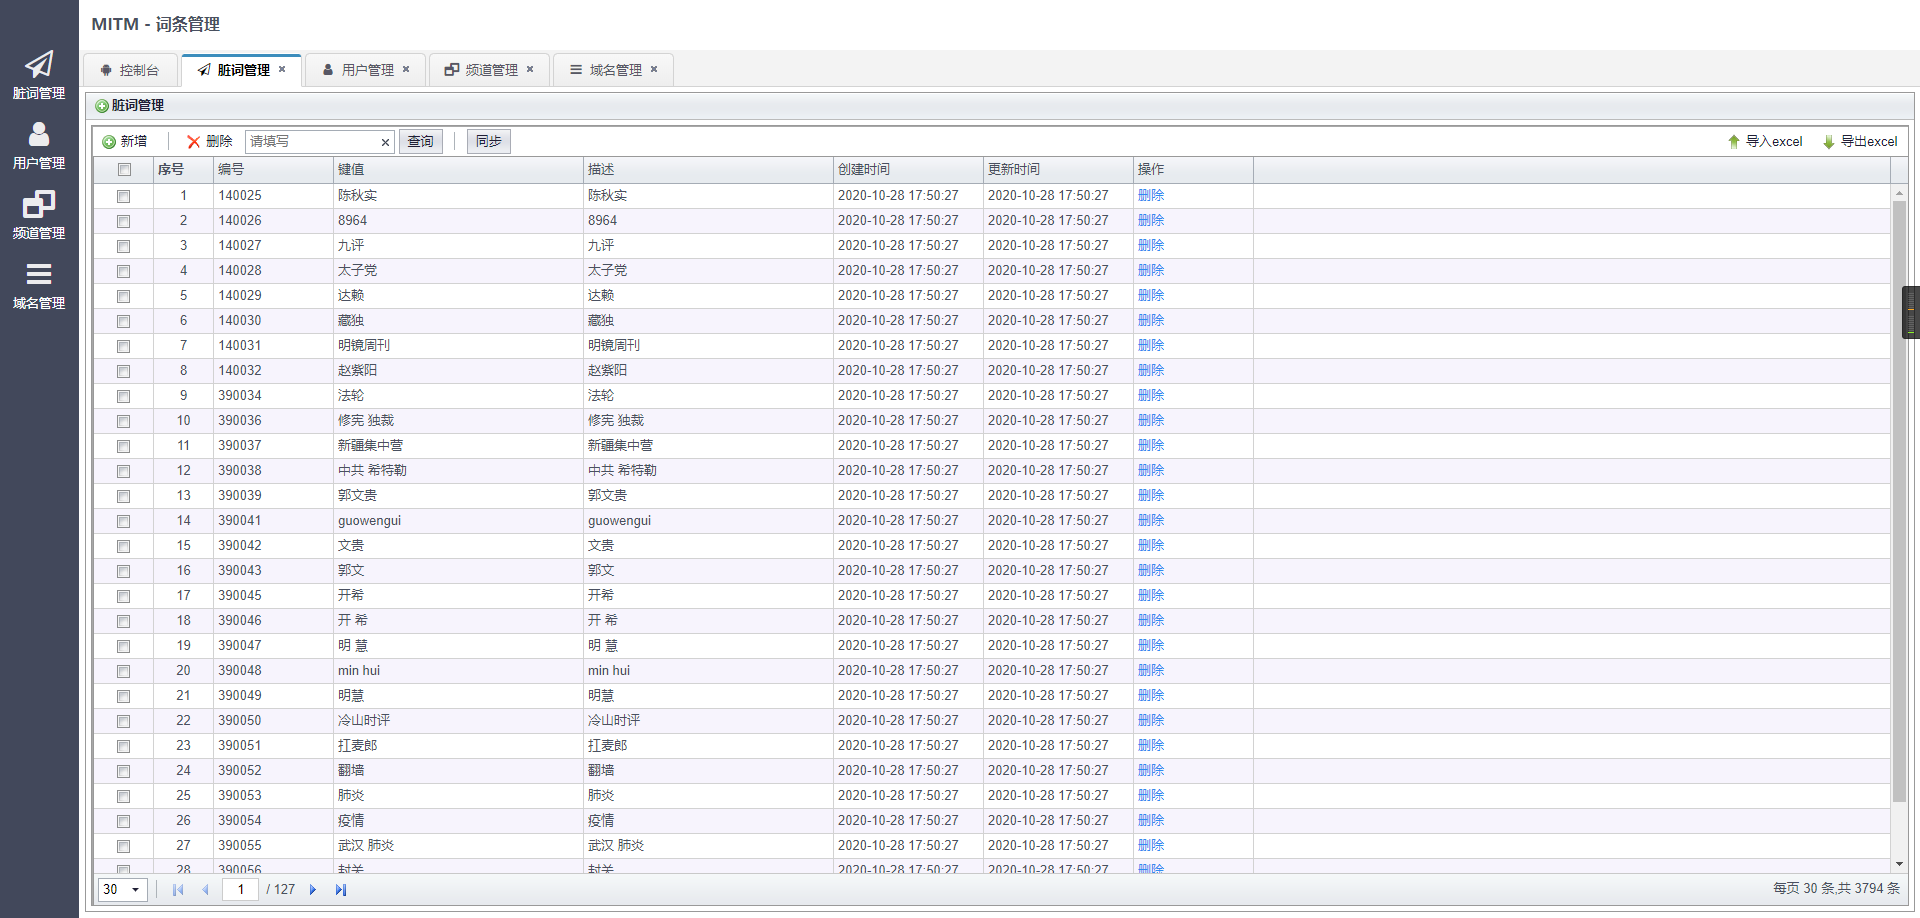 MITM - 词条管理
脏词管理
用户管理
频道管理
域名管理
控制台 脏词管理 × 用户管理 × 频道管理 × 域名管理 ×
脏词管理
新增 删除 请填写 × 查询 同步 导入excel 导出excel
序号 编号 键值 描述 创建时间 更新时间 操作
1 140025 陈秋实 陈秋实 2020-10-28 17:50:27 2020-10-28 17:50:27 删除
2 140026 8964 8964 2020-10-28 17:50:27 2020-10-28 17:50:27 删除
3 140027 九评 九评 2020-10-28 17:50:27 2020-10-28 17:50:27 删除
4 140028 太子党 太子党 2020-10-28 17:50:27 2020-10-28 17:50:27 删除
5 140029 达赖 达赖 2020-10-28 17:50:27 2020-10-28 17:50:27 删除
6 140030 藏独 藏独 2020-10-28 17:50:27 2020-10-28 17:50:27 删除
7 140031 明镜周刊 明镜周刊 2020-10-28 17:50:27 2020-10-28 17:50:27 删除
8 140032 赵紫阳 赵紫阳 2020-10-28 17:50:27 2020-10-28 17:50:27 删除
9 390034 法轮 法轮 2020-10-28 17:50:27 2020-10-28 17:50:27 删除
10 390036 修宪 独裁 修宪 独裁 2020-10-28 17:50:27 2020-10-28 17:50:27 删除
11 390037 新疆集中营 新疆集中营 2020-10-28 17:50:27 2020-10-28 17:50:27 删除
12 390038 中共 希特勒 中共 希特勒 2020-10-28 17:50:27 2020-10-28 17:50:27 删除
13 390039 郭文贵 郭文贵 2020-10-28 17:50:27 2020-10-28 17:50:27 删除
14 390041 guowengui guowengui 2020-10-28 17:50:27 2020-10-28 17:50:27 删除
15 390042 文贵 文贵 2020-10-28 17:50:27 2020-10-28 17:50:27 删除
16 390043 郭文 郭文 2020-10-28 17:50:27 2020-10-28 17:50:27 删除
17 390045 开希 开希 2020-10-28 17:50:27 2020-10-28 17:50:27 删除
18 390046 开 希 开 希 2020-10-28 17:50:27 2020-10-28 17:50:27 删除
19 390047 明 慧 明 慧 2020-10-28 17:50:27 2020-10-28 17:50:27 删除
20 390048 min hui min hui 2020-10-28 17:50:27 2020-10-28 17:50:27 删除
21 390049 明慧 明慧 2020-10-28 17:50:27 2020-10-28 17:50:27 删除
22 390050 冷山时评 冷山时评 2020-10-28 17:50:27 2020-10-28 17:50:27 删除
23 390051 扛麦郎 扛麦郎 2020-10-28 17:50:27 2020-10-28 17:50:27 删除
24 390052 翻墙 翻墙 2020-10-28 17:50:27 2020-10-28 17:50:27 删除
25 390053 肺炎 肺炎 2020-10-28 17:50:27 2020-10-28 17:50:27 删除
26 390054 疫情 疫情 2020-10-28 17:50:27 2020-10-28 17:50:27 删除
27 390055 武汉 肺炎 武汉 肺炎 2020-10-28 17:50:27 2020-10-28 17:50:27 删除
28 390056 封关 封关 2020-10-28 17:50:27 2020-10-28 17:50:27 删除
30 1 / 127 每页 30 条,共 3794 条